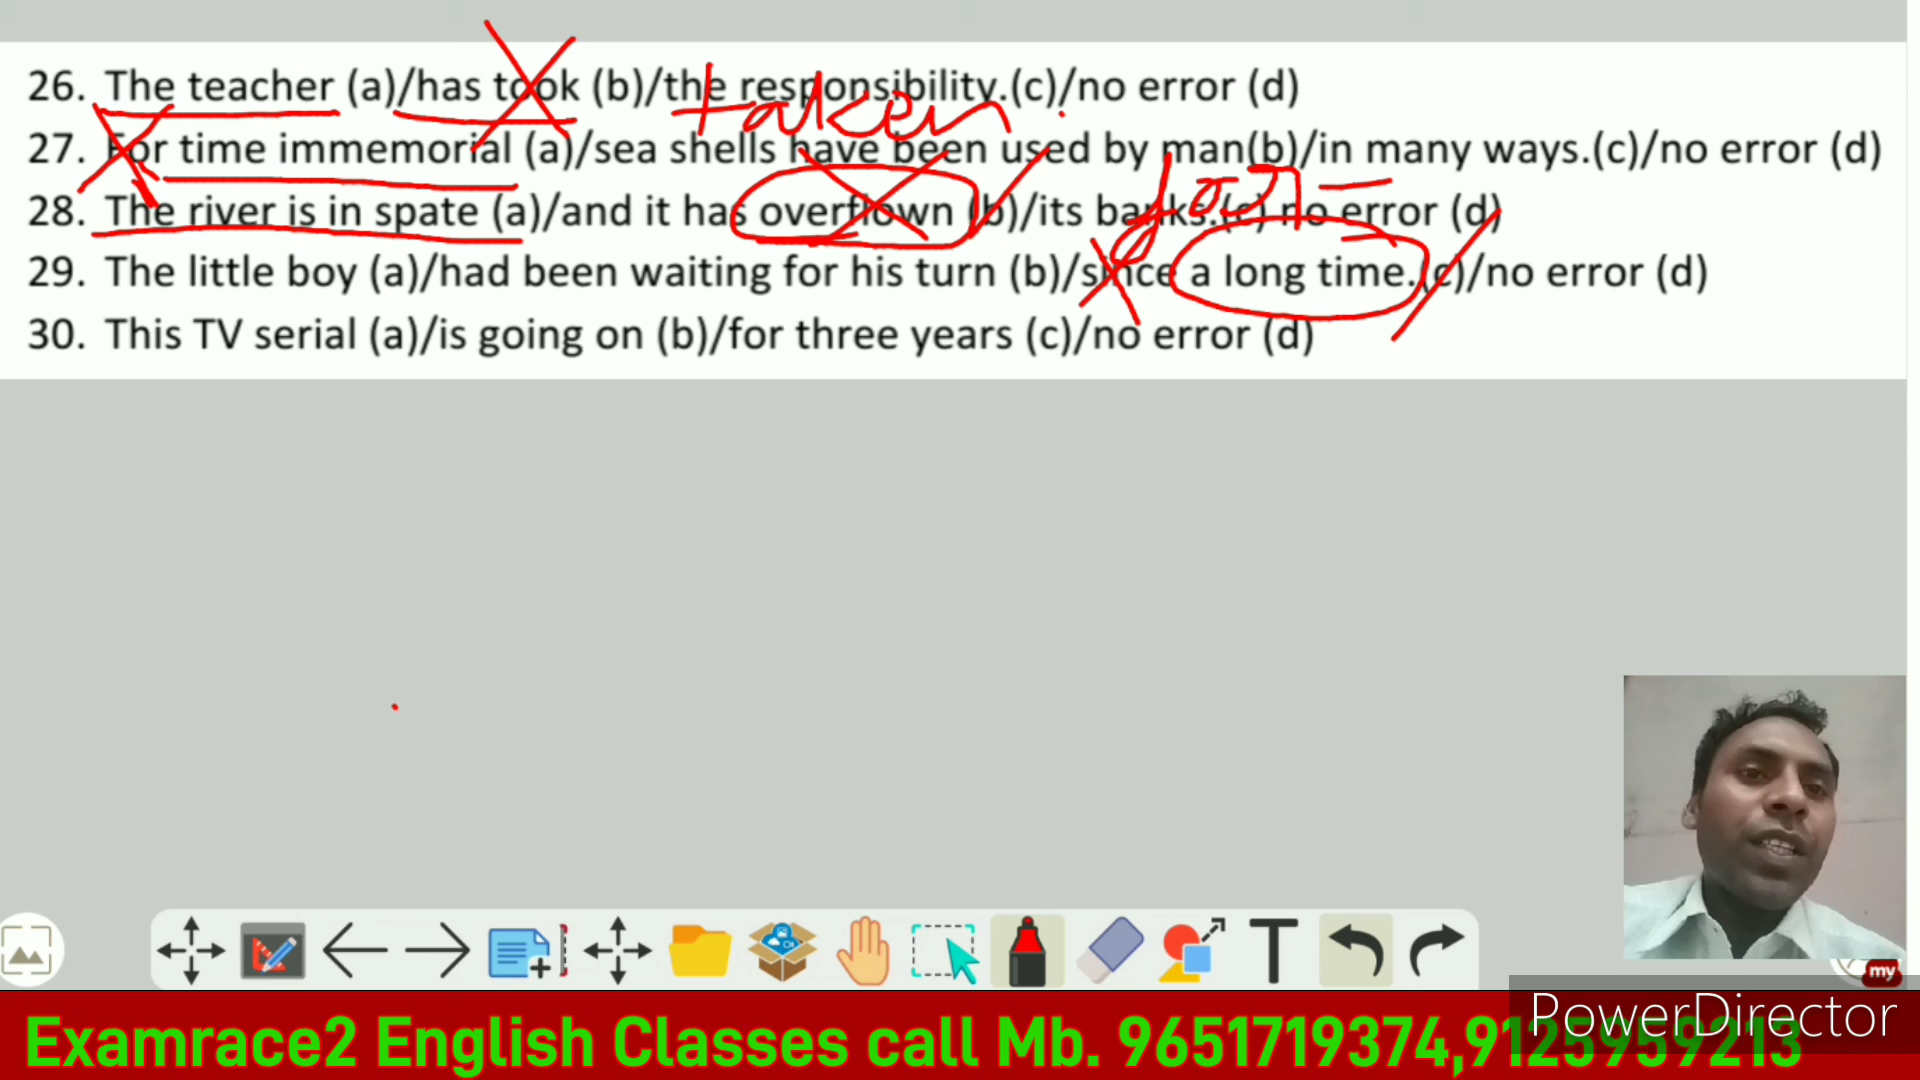 26. The teacher (a)/has took (b)/the responsibility.(c)/no error (d)
taken
27. For time immemorial (a)/sea shells have been used by man(b)/in many ways.(c)/no error (d)
for
28. The river is in spate (a)/and it has overflown (b)/its banks.(c) no error (d)
29. The little boy (a)/had been waiting for his turn (b)/since a long time.(c)/no error (d)
30. This TV serial (a)/is going on (b)/for three years (c)/no error (d)
T
my
PowerDirector
Examrace2 English Classes call Mb. 9651719374,9125959213